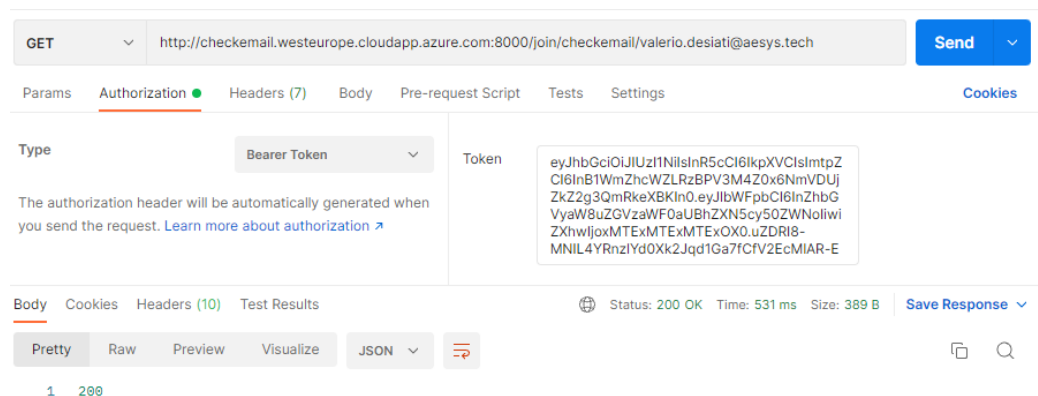 GET http://checkemail.westeurope.cloudapp.azure.com:8000/join/checkemail/valerio.desiati@aesys.tech Send
Params Authorization Headers (7) Body Pre-request Script Tests Settings Cookies
Type Bearer Token Token
The authorization header will be automatically generated when
you send the request. Learn more about authorization ↗
eyJhbGciOiJIUzI1NiIsInR5cCI6IkpXVCIsImtpZ
CI6InB1WmZhcWZLRzBPV3M4Z0x6NmVDUj
ZkZ2g3QmRkeXBKIn0.eyJlbWFpbCI6InZhbG
VyaW8uZGVzaWF0aUBhZXN5cy50ZWNoIiwi
ZXhwIjoxMTExMTExMTExOX0.uZDRI8-
MNIL4YRnzIYd0Xk2Jqd1Ga7fCfV2EcMIAR-E
Body Cookies Headers (10) Test Results Status: 200 OK Time: 531 ms Size: 389 B Save Response
Pretty Raw Preview Visualize JSON
1 200